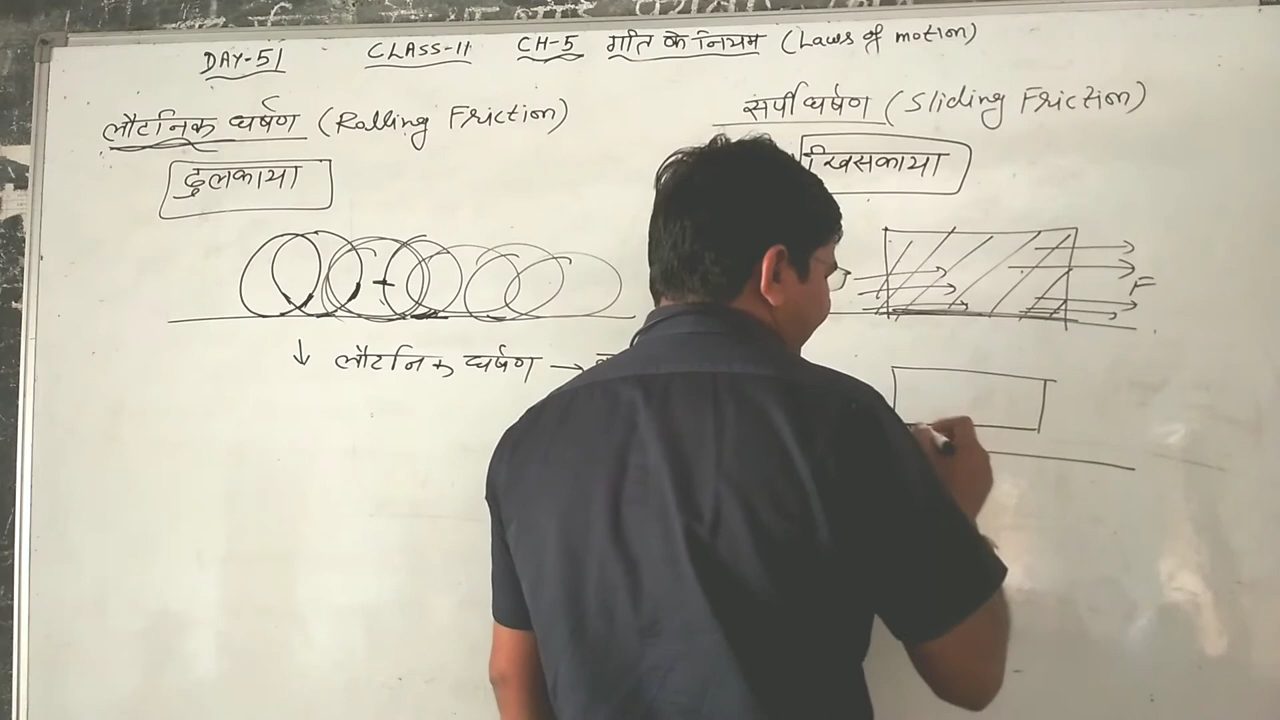 DAY-51 CLASS-11 CH-5 गति के नियम (Laws of motion)
लौटनिक घर्षण (Rolling Friction)
सर्पी घर्षण (Sliding Friction)
ढुलकाया
खिसकाया
F
↓ लौटनिक घर्षण →